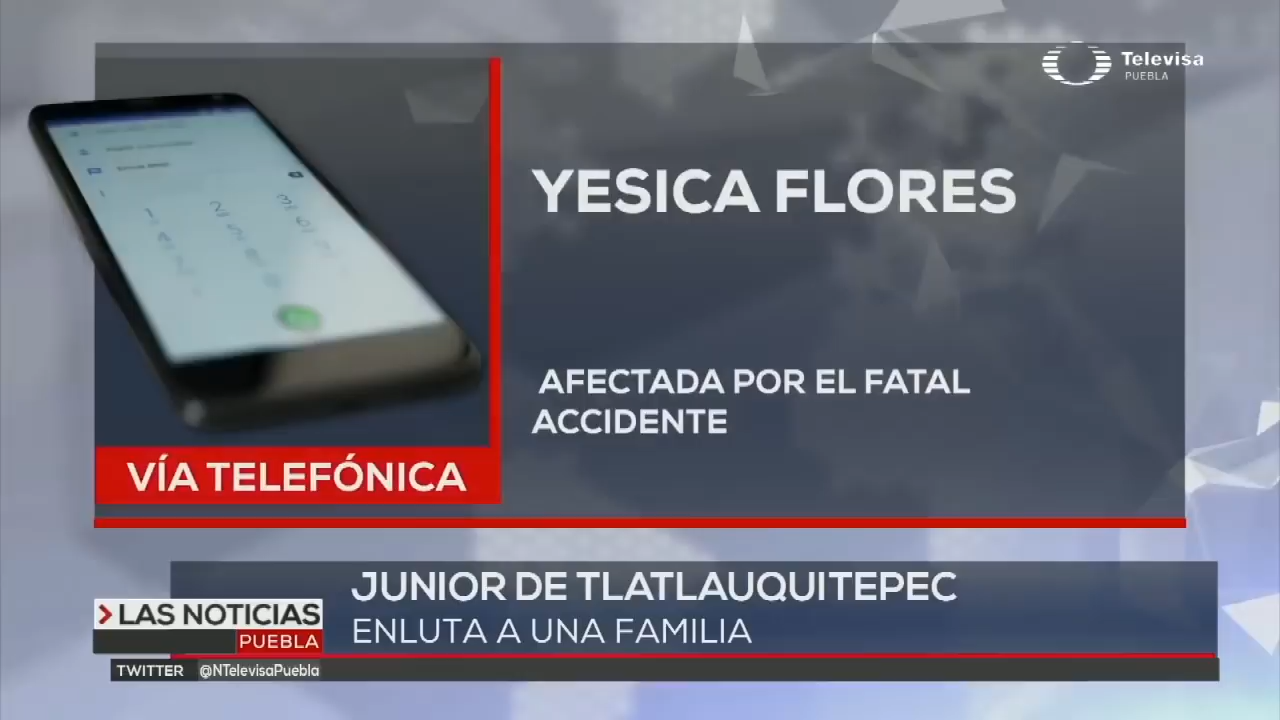 Televisa
PUEBLA
YESICA FLORES
AFECTADA POR EL FATAL
ACCIDENTE
VÍA TELEFÓNICA
JUNIOR DE TLATLAUQUITEPEC
ENLUTA A UNA FAMILIA
LAS NOTICIAS
PUEBLA
TWITTER @NTelevisaPuebla